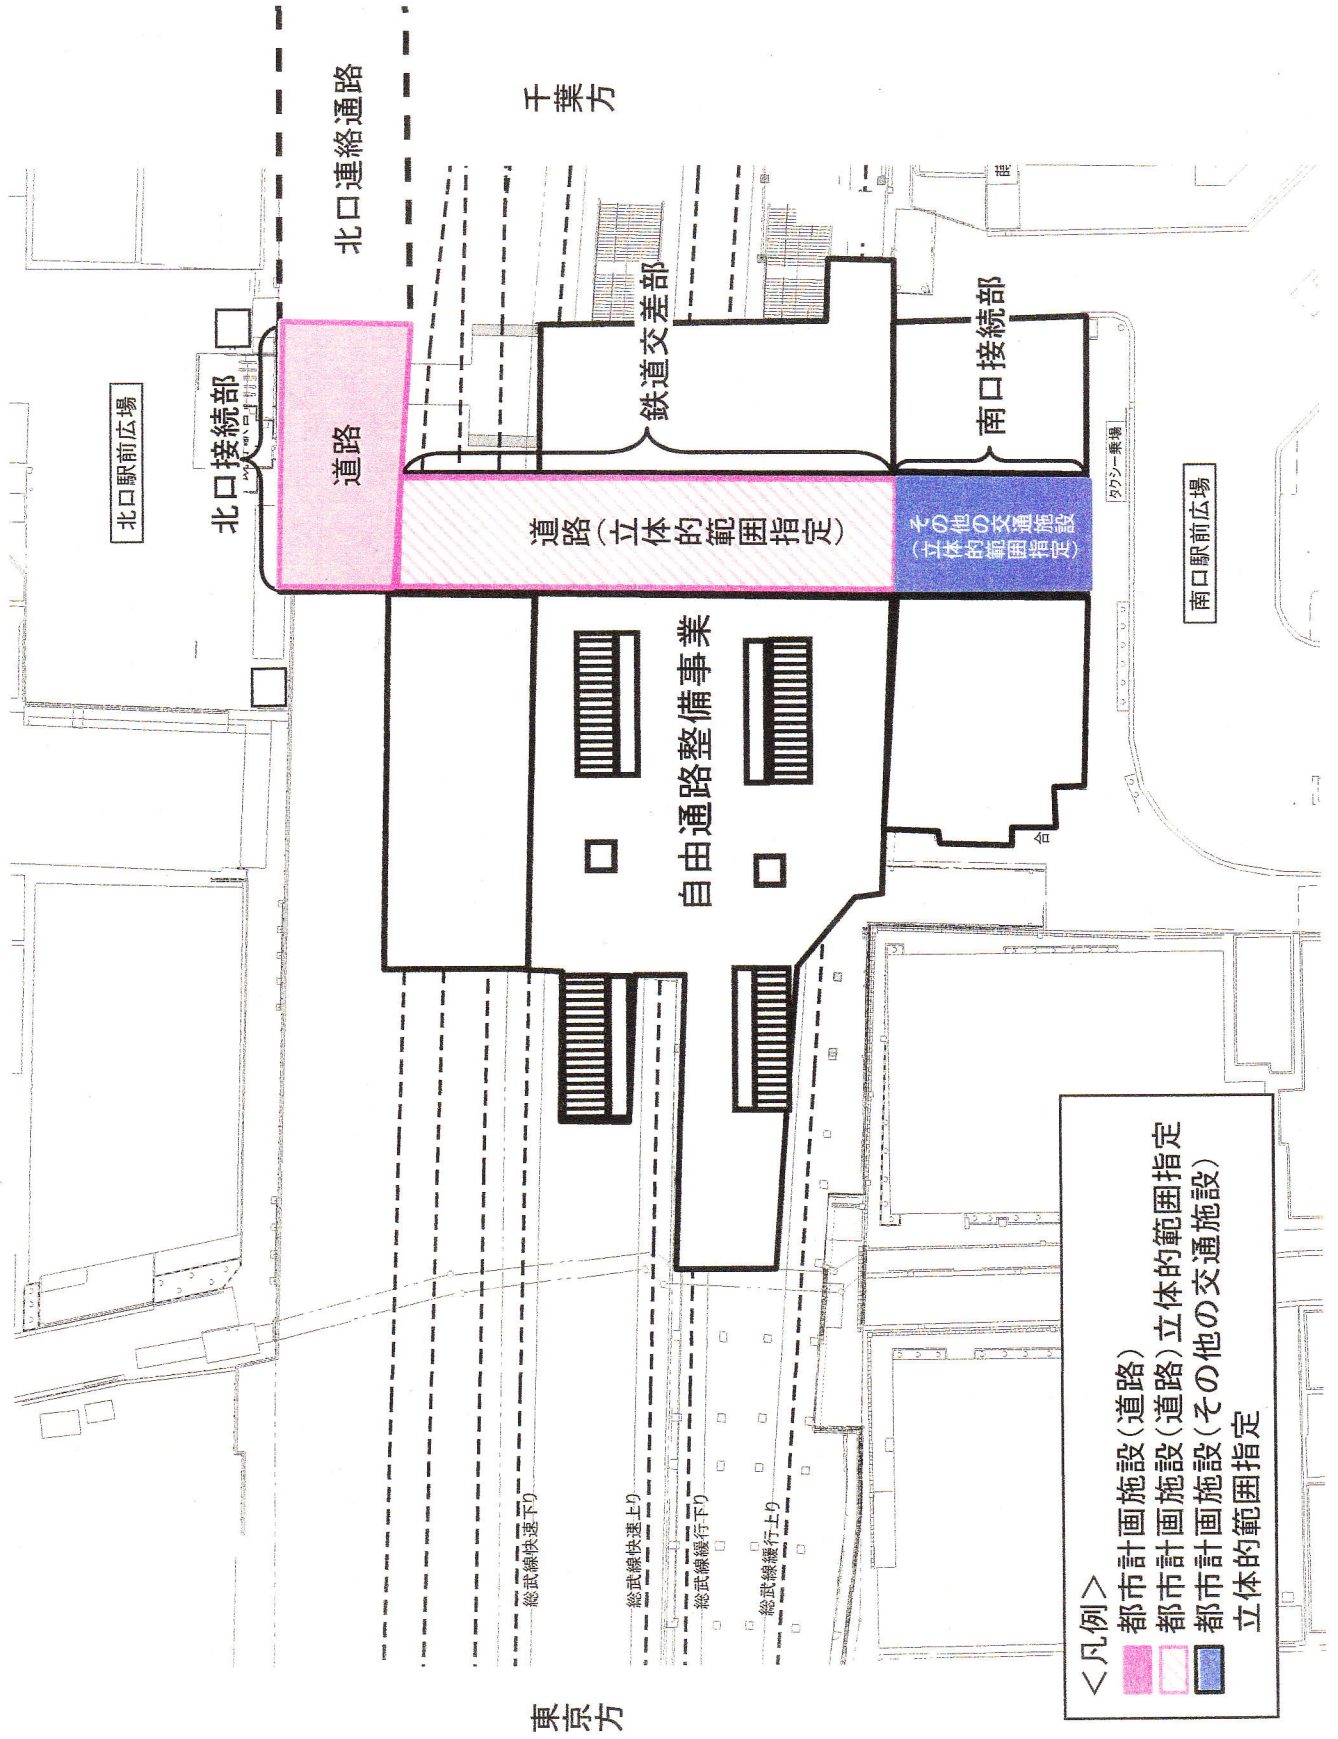 北口駅前広場
北口接続部
道路
北口連絡通路
千葉方
鉄道交差部
道路(立体的範囲指定)
南口接続部
その他の交通施設
(立体的範囲指定)
タクシー乗場
南口駅前広場
自由通路整備事業
総武線快速下り
総武線快速上り
総武線緩行下り
総武線緩行上り
東京方
<凡例>
都市計画施設(道路)
都市計画施設(道路)立体的範囲指定
都市計画施設(その他の交通施設)
立体的範囲指定